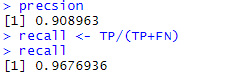 > precsion
[1] 0.908963
> recall <- TP/(TP+FN)
> recall
[1] 0.9676936